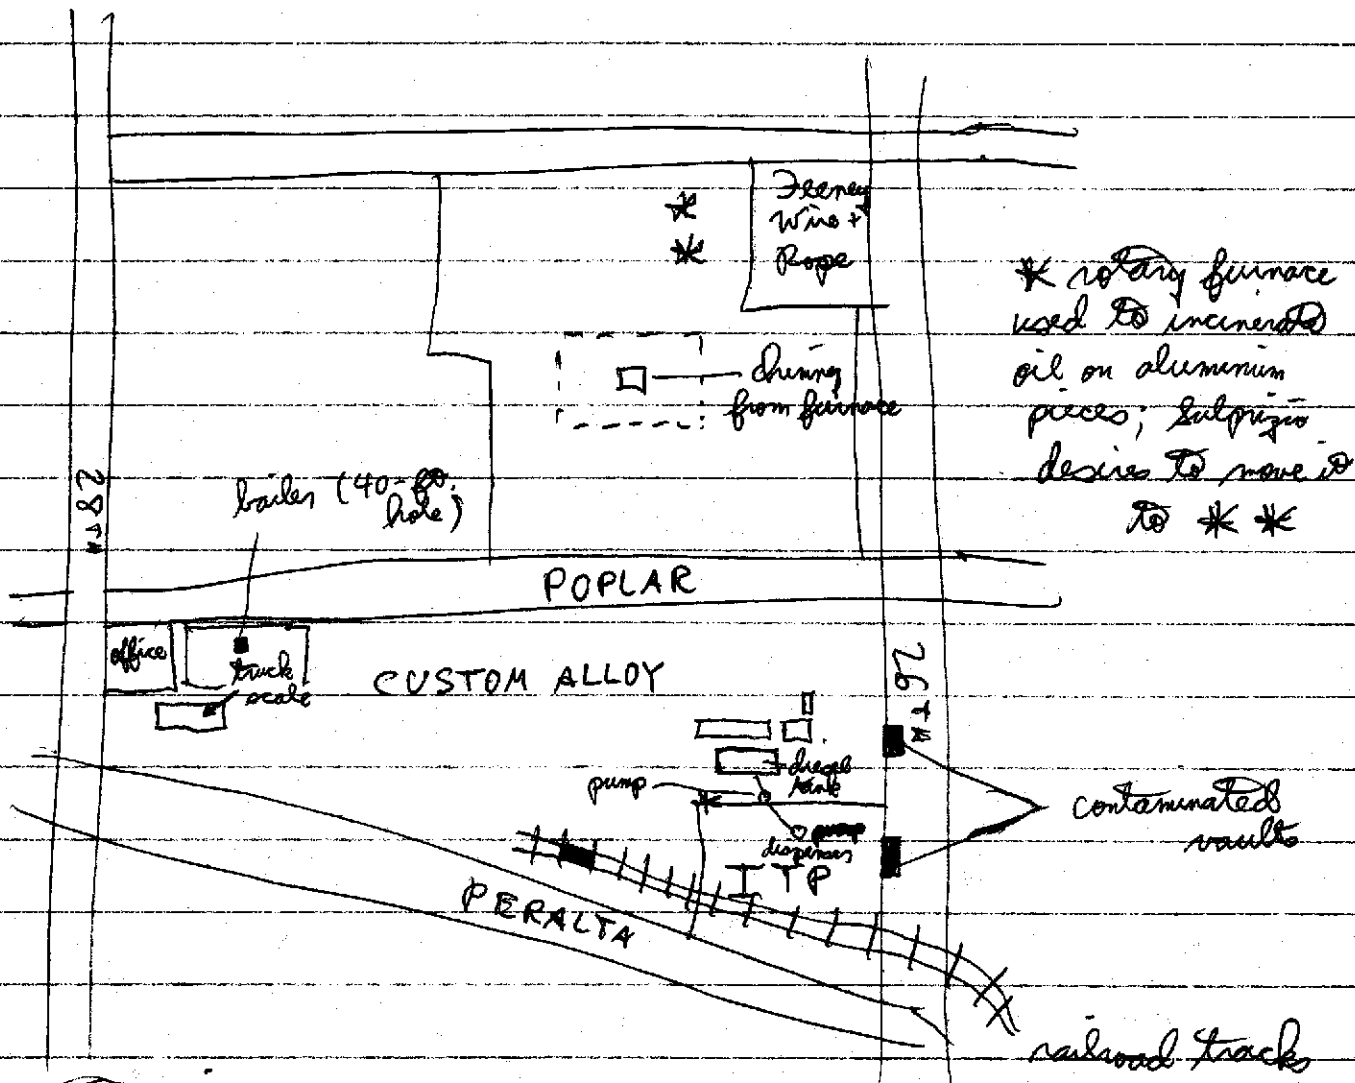 Feeney
Wire +
Rope
* rotary furnace
used to incinerate
oil on aluminum
pieces; Sulprizio
desires to move it
to * *
* 
*
from furnace
28TH
bailer (40-ft.
hole)
POPLAR
office
truck
scale
CUSTOM ALLOY
26TH
diesel
tank
pump
dispenser
ITP
contaminated
vaults
PERALTA
railroad tracks